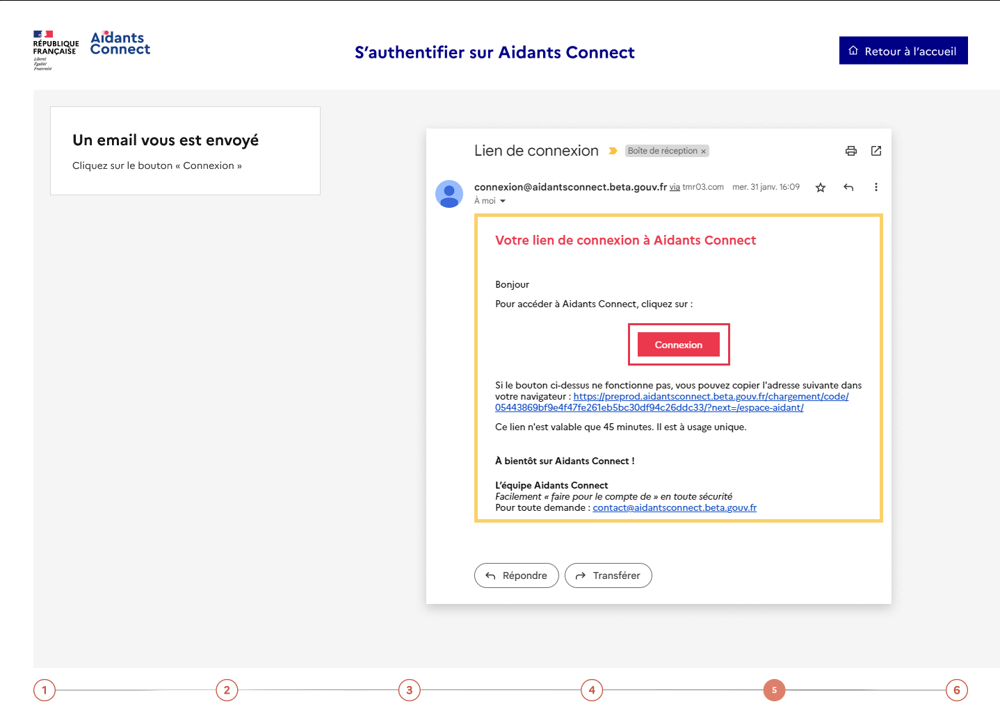 RÉPUBLIQUE
FRANÇAISE
Liberté
Égalité
Fraternité
Aidants
Connect
S’authentifier sur Aidants Connect
Retour à l’accueil
Un email vous est envoyé
Cliquez sur le bouton « Connexion »
Lien de connexion
Boîte de réception ×
connexion@aidantsconnect.beta.gouv.fr via tmr03.com mer. 31 janv. 16:09
À moi
Votre lien de connexion à Aidants Connect
Bonjour
Pour accéder à Aidants Connect, cliquez sur :
Connexion
Si le bouton ci-dessus ne fonctionne pas, vous pouvez copier l'adresse suivante dans
votre navigateur : https://preprod.aidantsconnect.beta.gouv.fr/chargement/code/
05443869bf9e4f47fe261eb5bc30df94c26ddc33/?next=/espace-aidant/
Ce lien n'est valable que 45 minutes. Il est à usage unique.
À bientôt sur Aidants Connect !
L’équipe Aidants Connect
Facilement « faire pour le compte de » en toute sécurité
Pour toute demande : contact@aidantsconnect.beta.gouv.fr
Répondre
Transférer
1 2 3 4 5 6